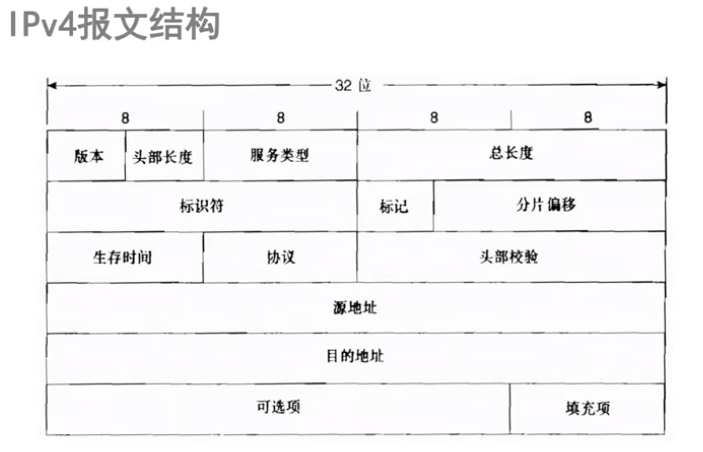 IPv4报文结构
32 位
8 8 8 8
版本 头部长度 服务类型 总长度
标识符 标记 分片偏移
生存时间 协议 头部校验
源地址
目的地址
可选项 填充项